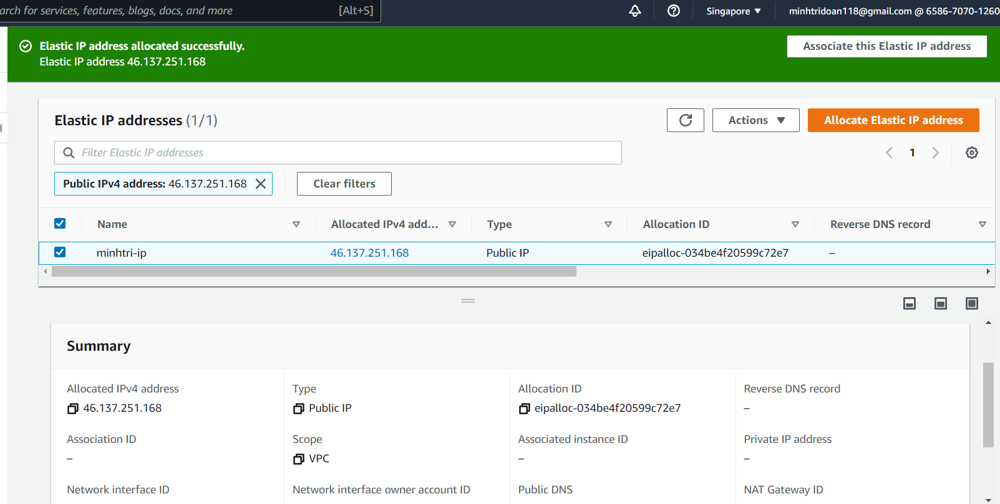 arch for services, features, blogs, docs, and more [Alt+S] Singapore minhtridoan118@gmail.com @ 6586-7070-1260
Elastic IP address allocated successfully.
Elastic IP address 46.137.251.168
Associate this Elastic IP address
Elastic IP addresses (1/1)
Actions
Allocate Elastic IP address
Filter Elastic IP addresses
1
Public IPv4 address: 46.137.251.168
Clear filters
Name Allocated IPv4 add... Type Allocation ID Reverse DNS record
minhtri-ip 46.137.251.168 Public IP eipalloc-034be4f20599c72e7 –
Summary
Allocated IPv4 address Type Allocation ID Reverse DNS record
46.137.251.168 Public IP eipalloc-034be4f20599c72e7 –
Association ID Scope Associated instance ID Private IP address
– VPC – –
Network interface ID Network interface owner account ID Public DNS NAT Gateway ID